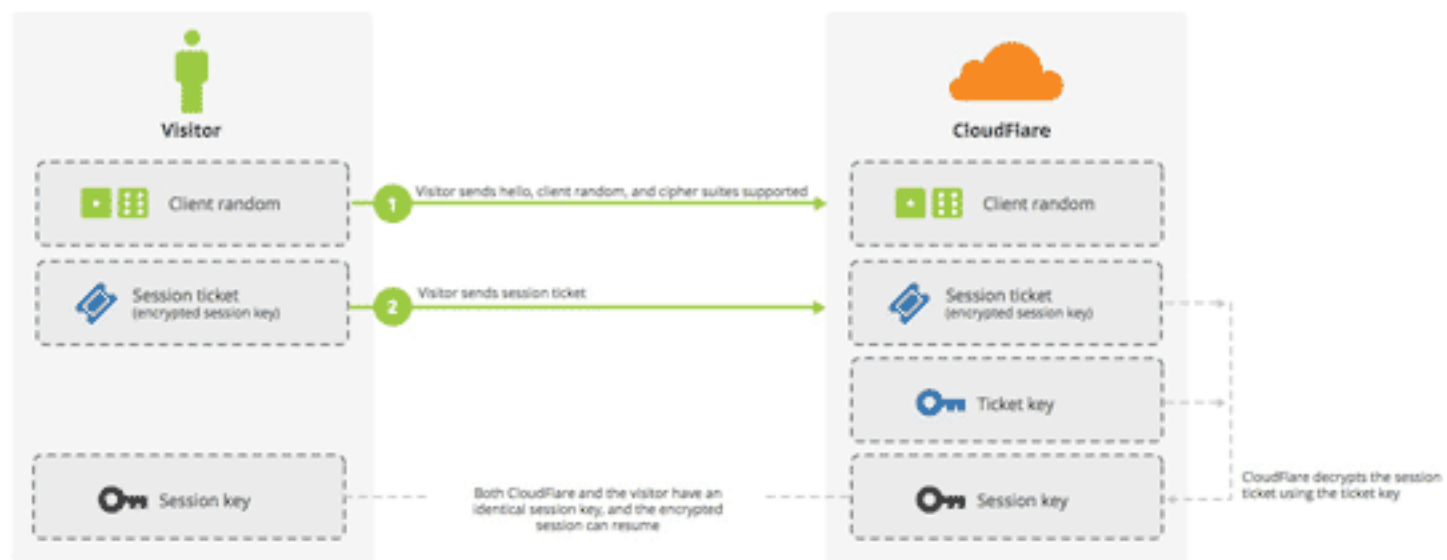 Visitor
CloudFlare
Client random
1
Visitor sends hello, client random, and cipher suites supported
Client random
Session ticket
(encrypted session key)
2
Visitor sends session ticket
Session ticket
(encrypted session key)
Ticket key
Session key
Both CloudFlare and the visitor have an
identical session key, and the encrypted
session can resume
Session key
CloudFlare decrypts the session
ticket using the ticket key